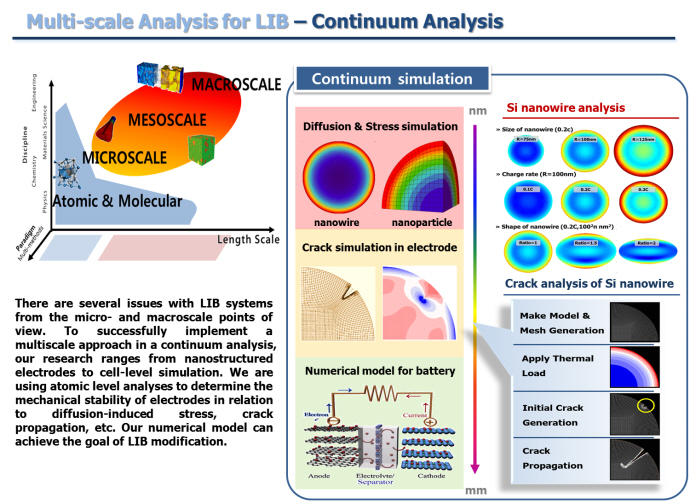 Multi-scale Analysis for LIB – Continuum Analysis
Discipline
Engineering
Materials Science
Chemistry
Physics
MACROSCALE
MESOSCALE
MICROSCALE
Atomic & Molecular
Paradigm
Multi-methods
Length Scale
There are several issues with LIB systems
from the micro- and macroscale points of
view. To successfully implement a
multiscale approach in a continuum analysis,
our research ranges from nanostructured
electrodes to cell-level simulation. We are
using atomic level analyses to determine the
mechanical stability of electrodes in relation
to diffusion-induced stress, crack
propagation, etc. Our numerical model can
achieve the goal of LIB modification.
Continuum simulation
nm
Diffusion & Stress simulation
nanowire
nanoparticle
Crack simulation in electrode
Numerical model for battery
Electron
Current
Anode
Electrolyte/
Separator
Cathode
mm
Si nanowire analysis
» Size of nanowire (0.2c)
R=75nm
R=100nm
R=125nm
» Charge rate (R=100nm)
0.1C
0.2C
0.3C
» Shape of nanowire (0.2C,100²π nm²)
Ratio=1
Ratio=1.5
Ratio=2
Crack analysis of Si nanowire
Make Model &
Mesh Generation
Apply Thermal
Load
Initial Crack
Generation
Crack
Propagation